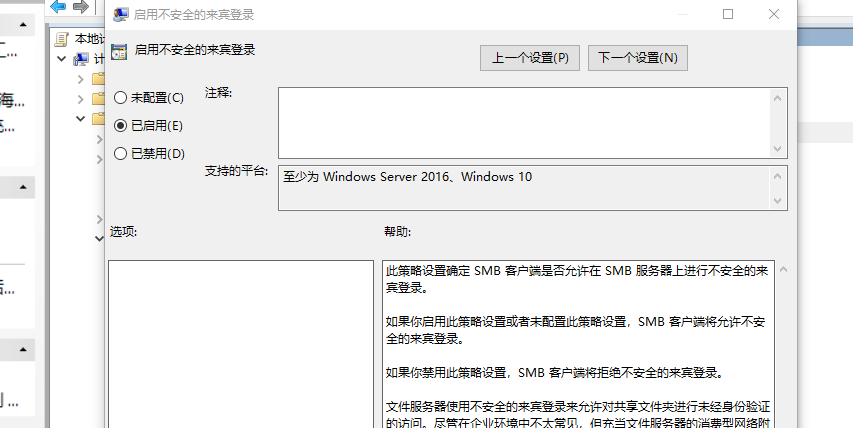 启用不安全的来宾登录
本地计
启用不安全的来宾登录
上一个设置(P)
下一个设置(N)
计
未配置(C)
注释:
已启用(E)
已禁用(D)
支持的平台:
至少为 Windows Server 2016、Windows 10
选项:
帮助:
此策略设置确定 SMB 客户端是否允许在 SMB 服务器上进行不安全的来
宾登录。
如果你启用此策略设置或者未配置此策略设置，SMB 客户端将允许不安
全的来宾登录。
如果你禁用此策略设置，SMB 客户端将拒绝不安全的来宾登录。
文件服务器使用不安全的来宾登录来允许对共享文件夹进行未经身份验证
的访问。尽管在企业环境中不太常见，但充当文件服务器的消费型网络附
海...